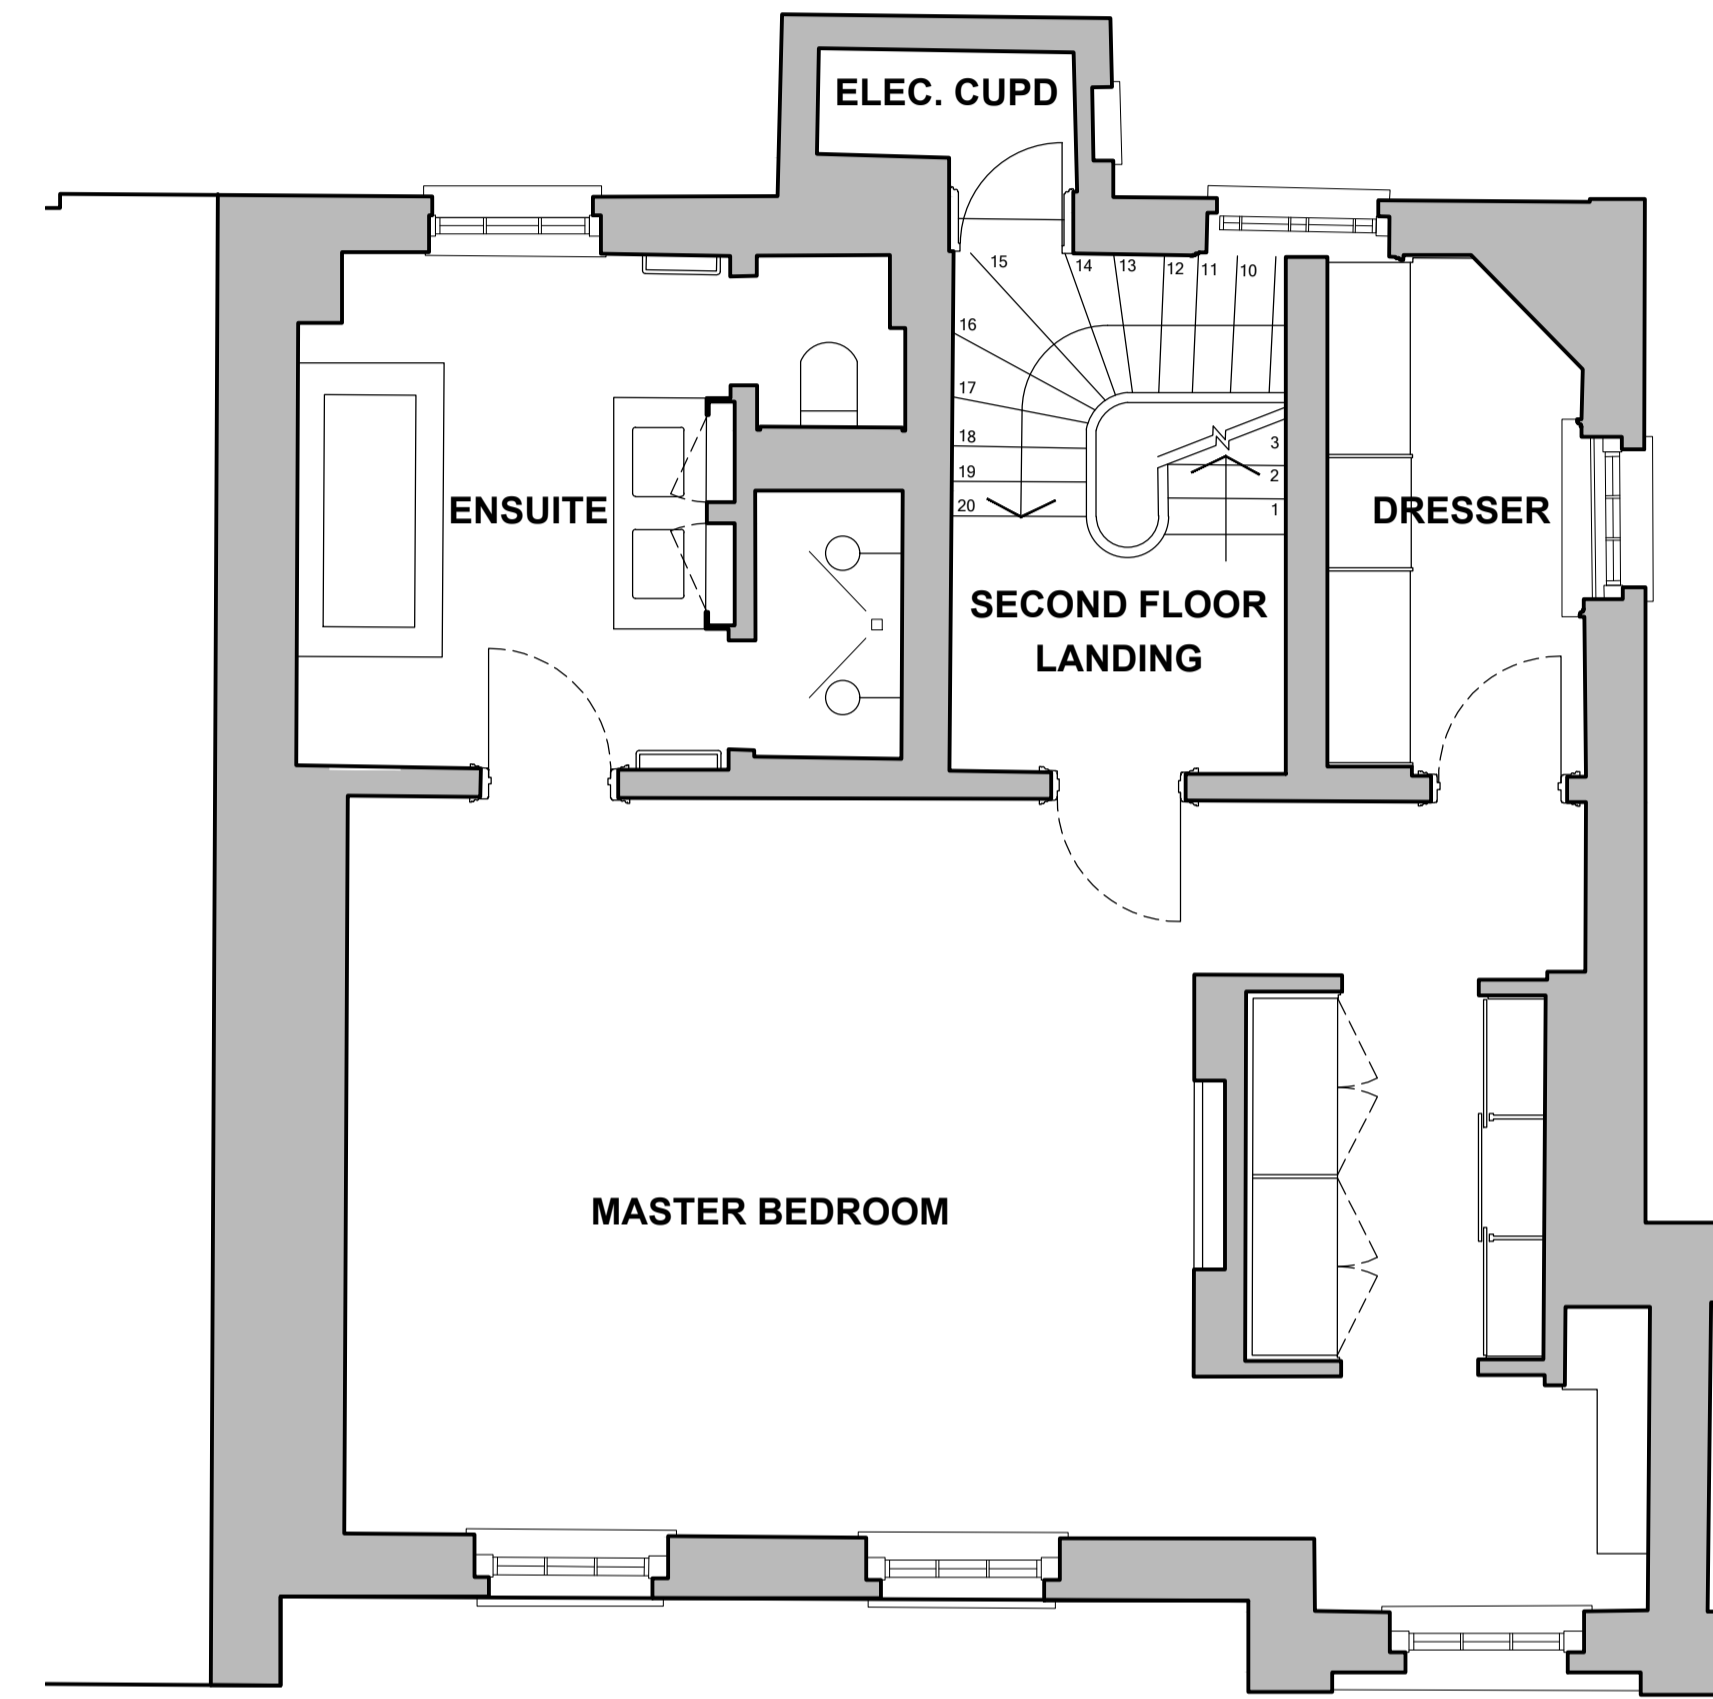 ELEC. CUPD
15
14
13
12
11
10
16
17
18
19
20
3
2
1
ENSUITE
DRESSER
SECOND FLOOR
LANDING
MASTER BEDROOM